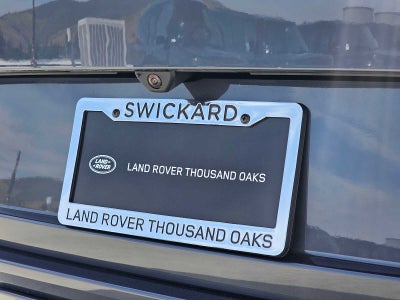 SWICKARD
LAND-
ROVER
LAND ROVER THOUSAND OAKS
LAND ROVER THOUSAND OAKS